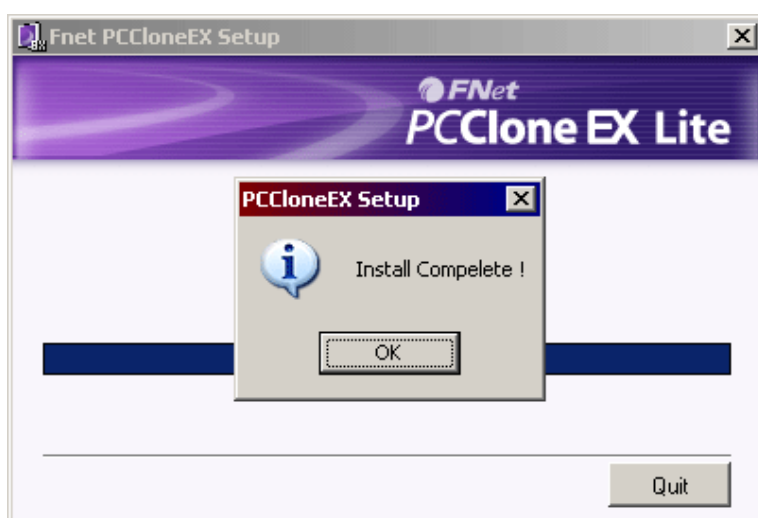 Fnet PCCloneEX Setup
FNet
PCClone EX Lite
PCCloneEX Setup
Install Compelete !
OK
Quit